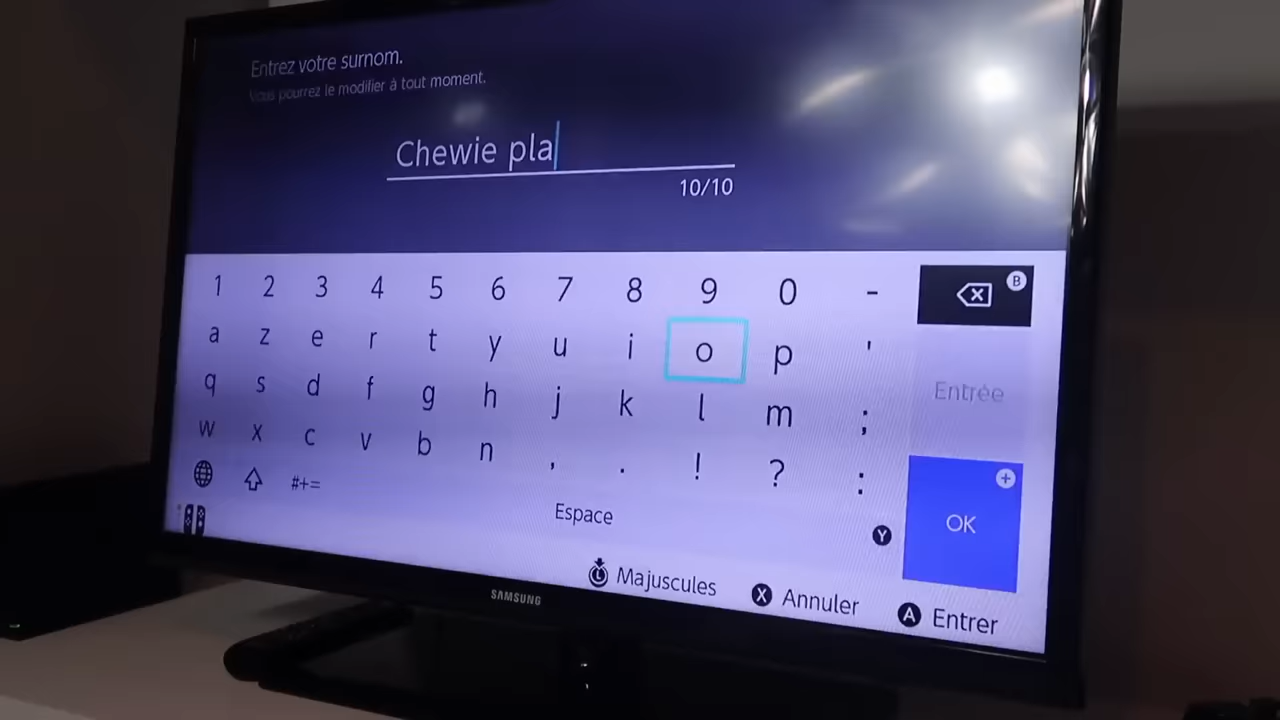 Entrez votre surnom.
Vous pourrez le modifier à tout moment.
Chewie pla
10/10
1 2 3 4 5 6 7 8 9 0 - B
a z e r t y u i o p '
Entrée
q s d f g h j k l m ;
w x c v b n , . ! ? :
#+=
+
OK
Espace
Y
L Majuscules X Annuler A Entrer
SAMSUNG